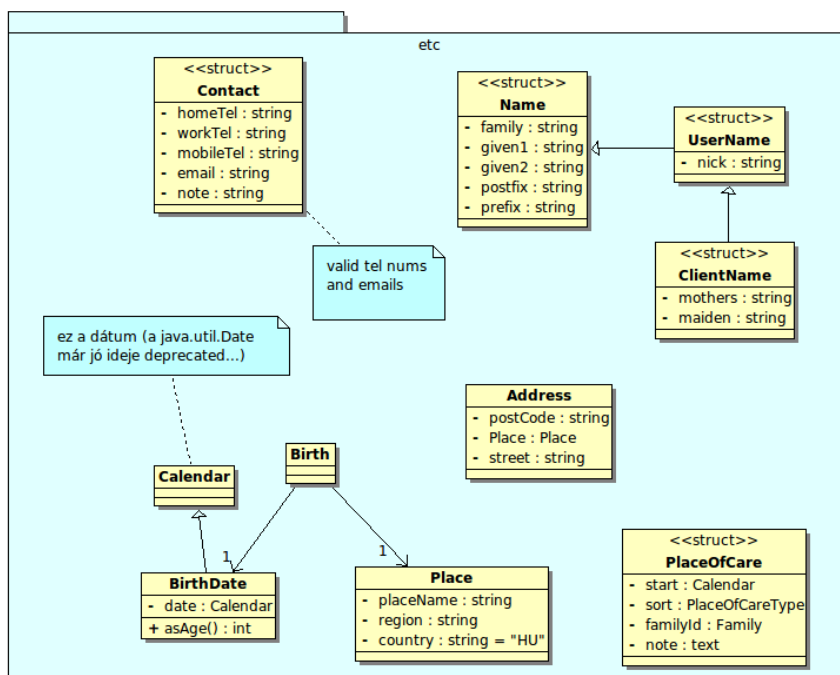 etc
<<struct>>
Contact
- homeTel : string
- workTel : string
- mobileTel : string
- email : string
- note : string
<<struct>>
Name
- family : string
- given1 : string
- given2 : string
- postfix : string
- prefix : string
<<struct>>
UserName
- nick : string
valid tel nums
and emails
<<struct>>
ClientName
- mothers : string
- maiden : string
ez a dátum (a java.util.Date
már jó ideje deprecated...)
Address
- postCode : string
- Place : Place
- street : string
Calendar
Birth
1
1
BirthDate
- date : Calendar
+ asAge() : int
Place
- placeName : string
- region : string
- country : string = "HU"
<<struct>>
PlaceOfCare
- start : Calendar
- sort : PlaceOfCareType
- familyId : Family
- note : text